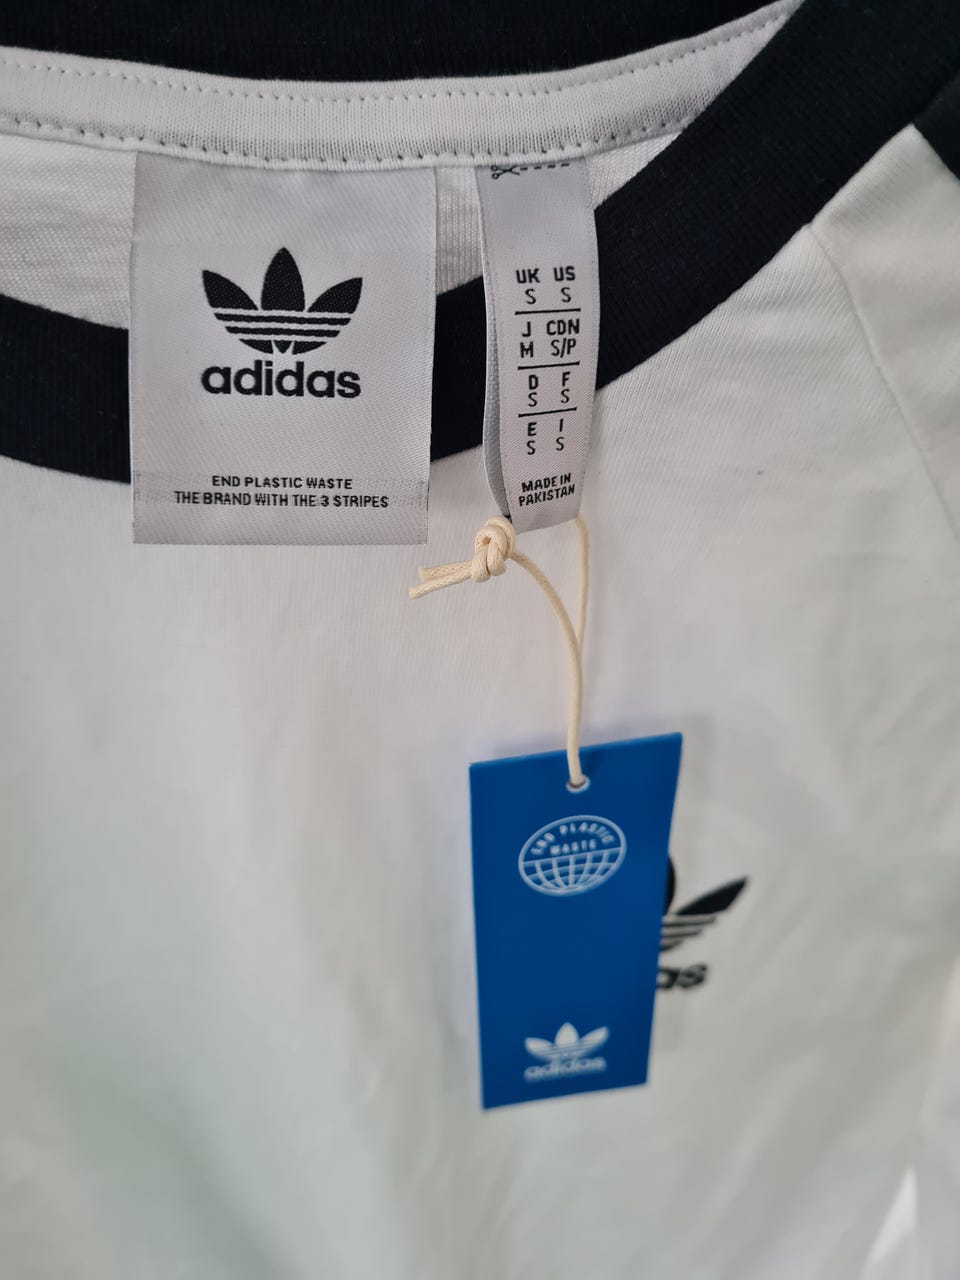 adidas
END PLASTIC WASTE
THE BRAND WITH THE 3 STRIPES
UK US
S S
J CDN
M S/P
D F
S S
E I
S S
MADE IN
PAKISTAN
END PLASTIC
WASTE
adidas